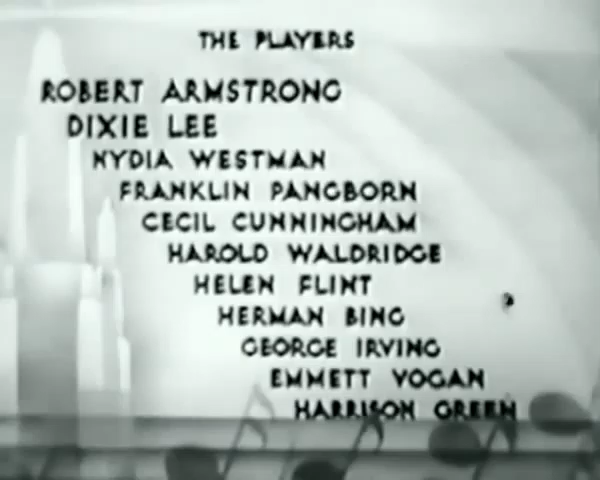 THE PLAYERS
ROBERT ARMSTRONG
DIXIE LEE
NYDIA WESTMAN
FRANKLIN PANGBORN
CECIL CUNNINGHAM
HAROLD WALDRIDGE
HELEN FLINT
HERMAN BING
GEORGE IRVING
EMMETT VOGAN
HARRISON GREEN